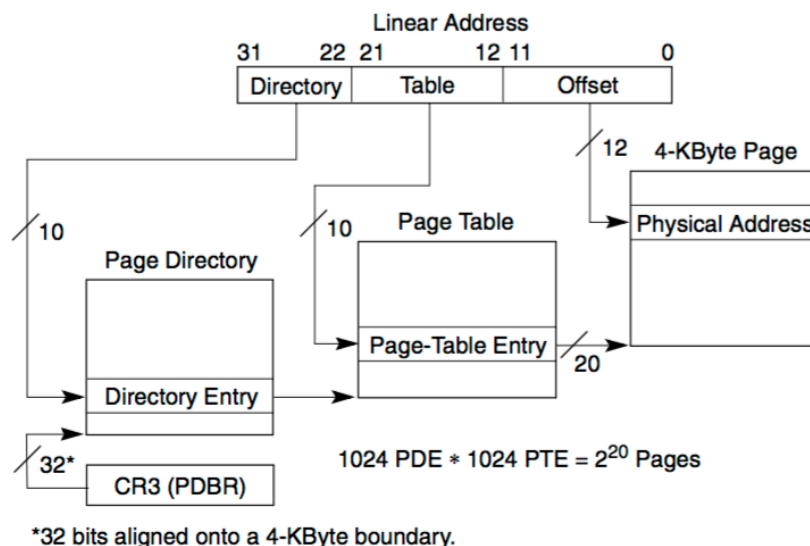 Linear Address
31 22 21 12 11 0
Directory Table Offset
12 4-KByte Page
10 10 Page Table Physical Address
Page Directory
Page-Table Entry
20
Directory Entry
32* 1024 PDE * 1024 PTE = 2^20 Pages
CR3 (PDBR)
*32 bits aligned onto a 4-KByte boundary.